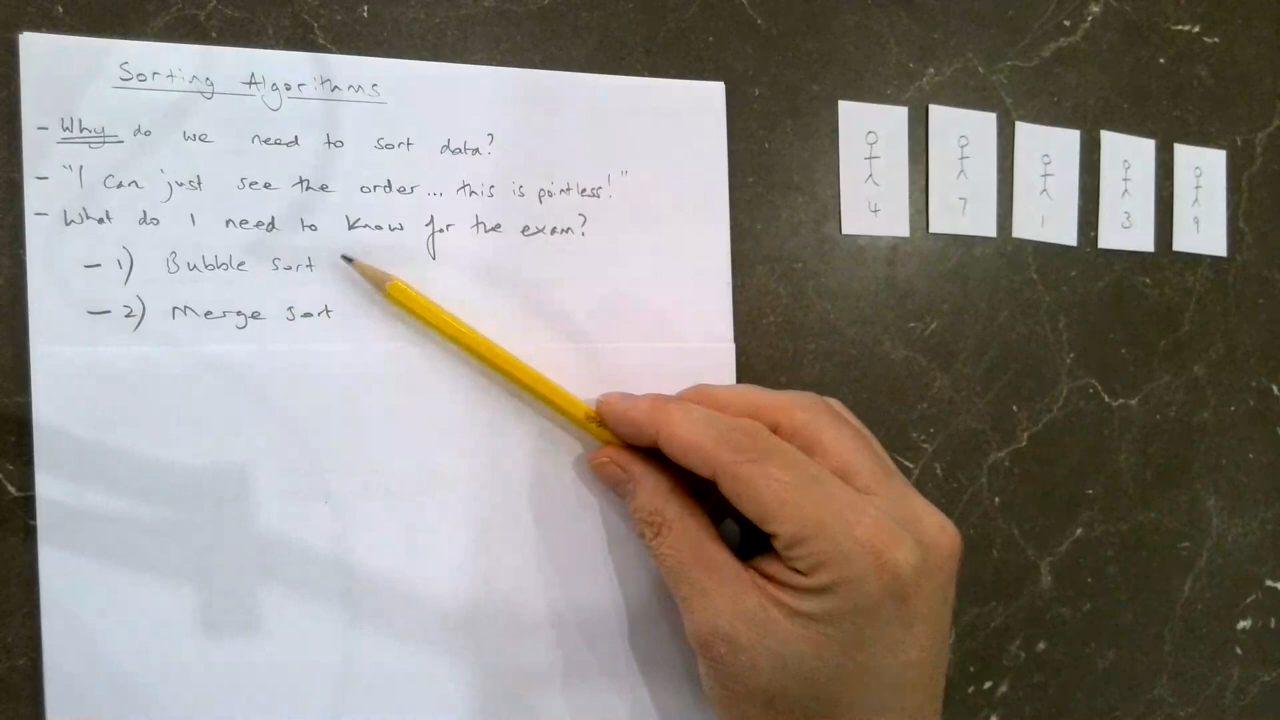 Sorting Algorithms
- Why do we need to sort data?
- "I can just see the order... this is pointless!"
- What do I need to know for the exam?
- 1) Bubble sort
- 2) Merge sort
4 7 1 3 9